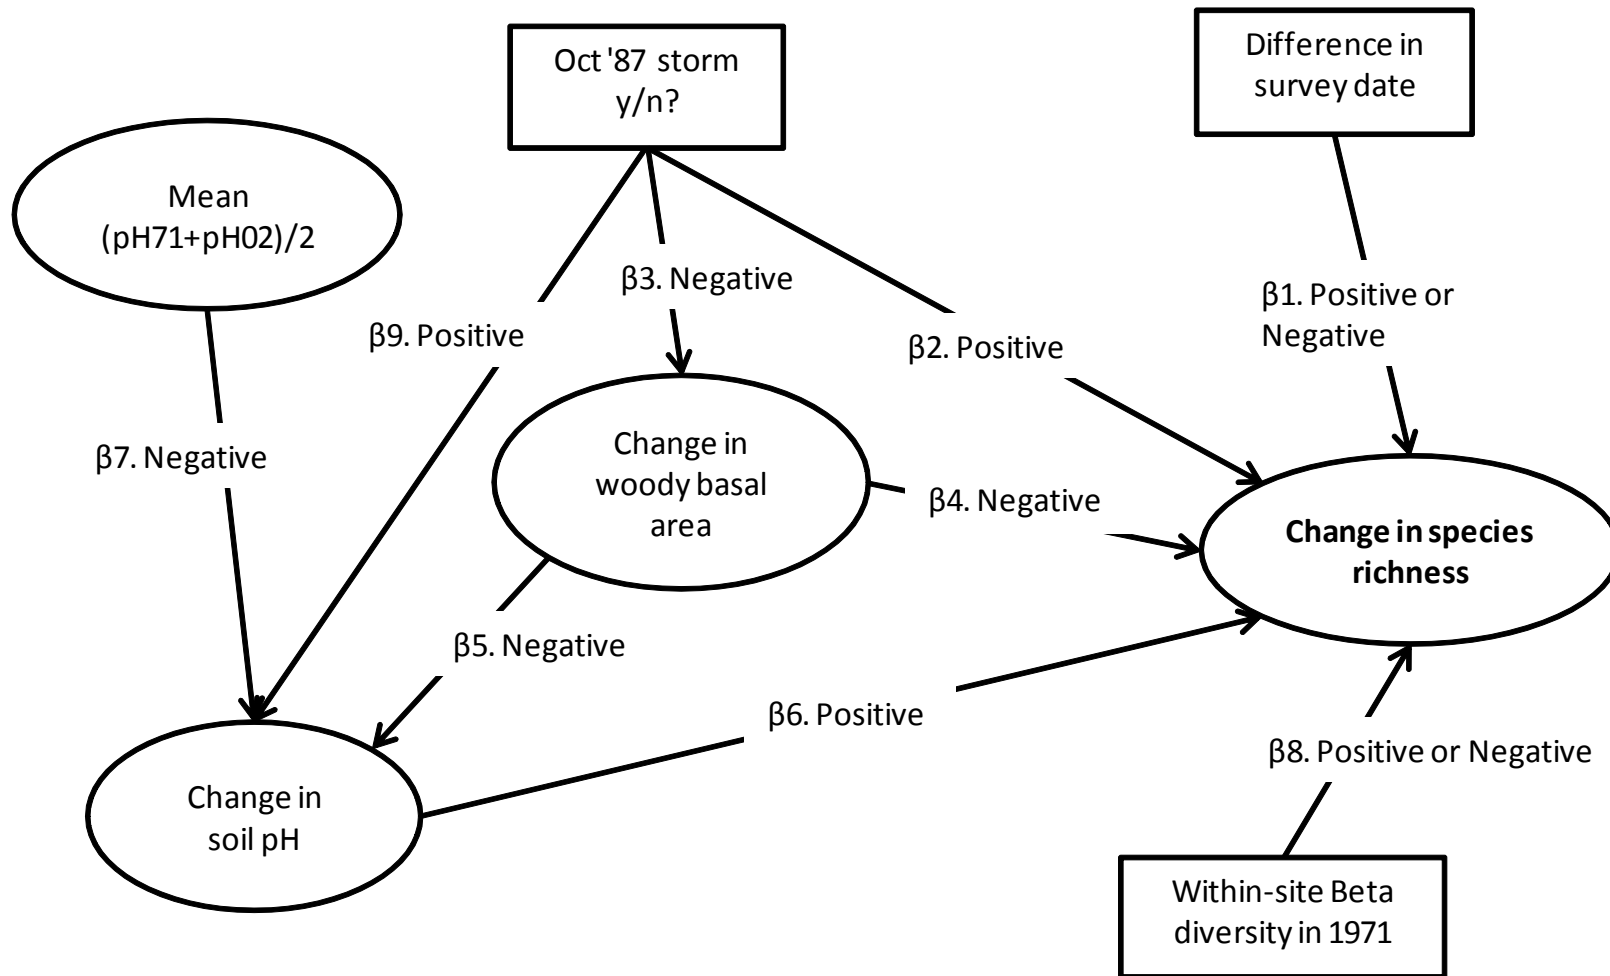 Oct '87 storm
y/n?
Difference in
survey date
Mean
(pH71+pH02)/2
β3. Negative
β1. Positive or
Negative
β9. Positive
β2. Positive
β7. Negative
Change in
woody basal
area
β4. Negative
Change in species
richness
β5. Negative
β6. Positive
β8. Positive or Negative
Change in
soil pH
Within-site Beta
diversity in 1971